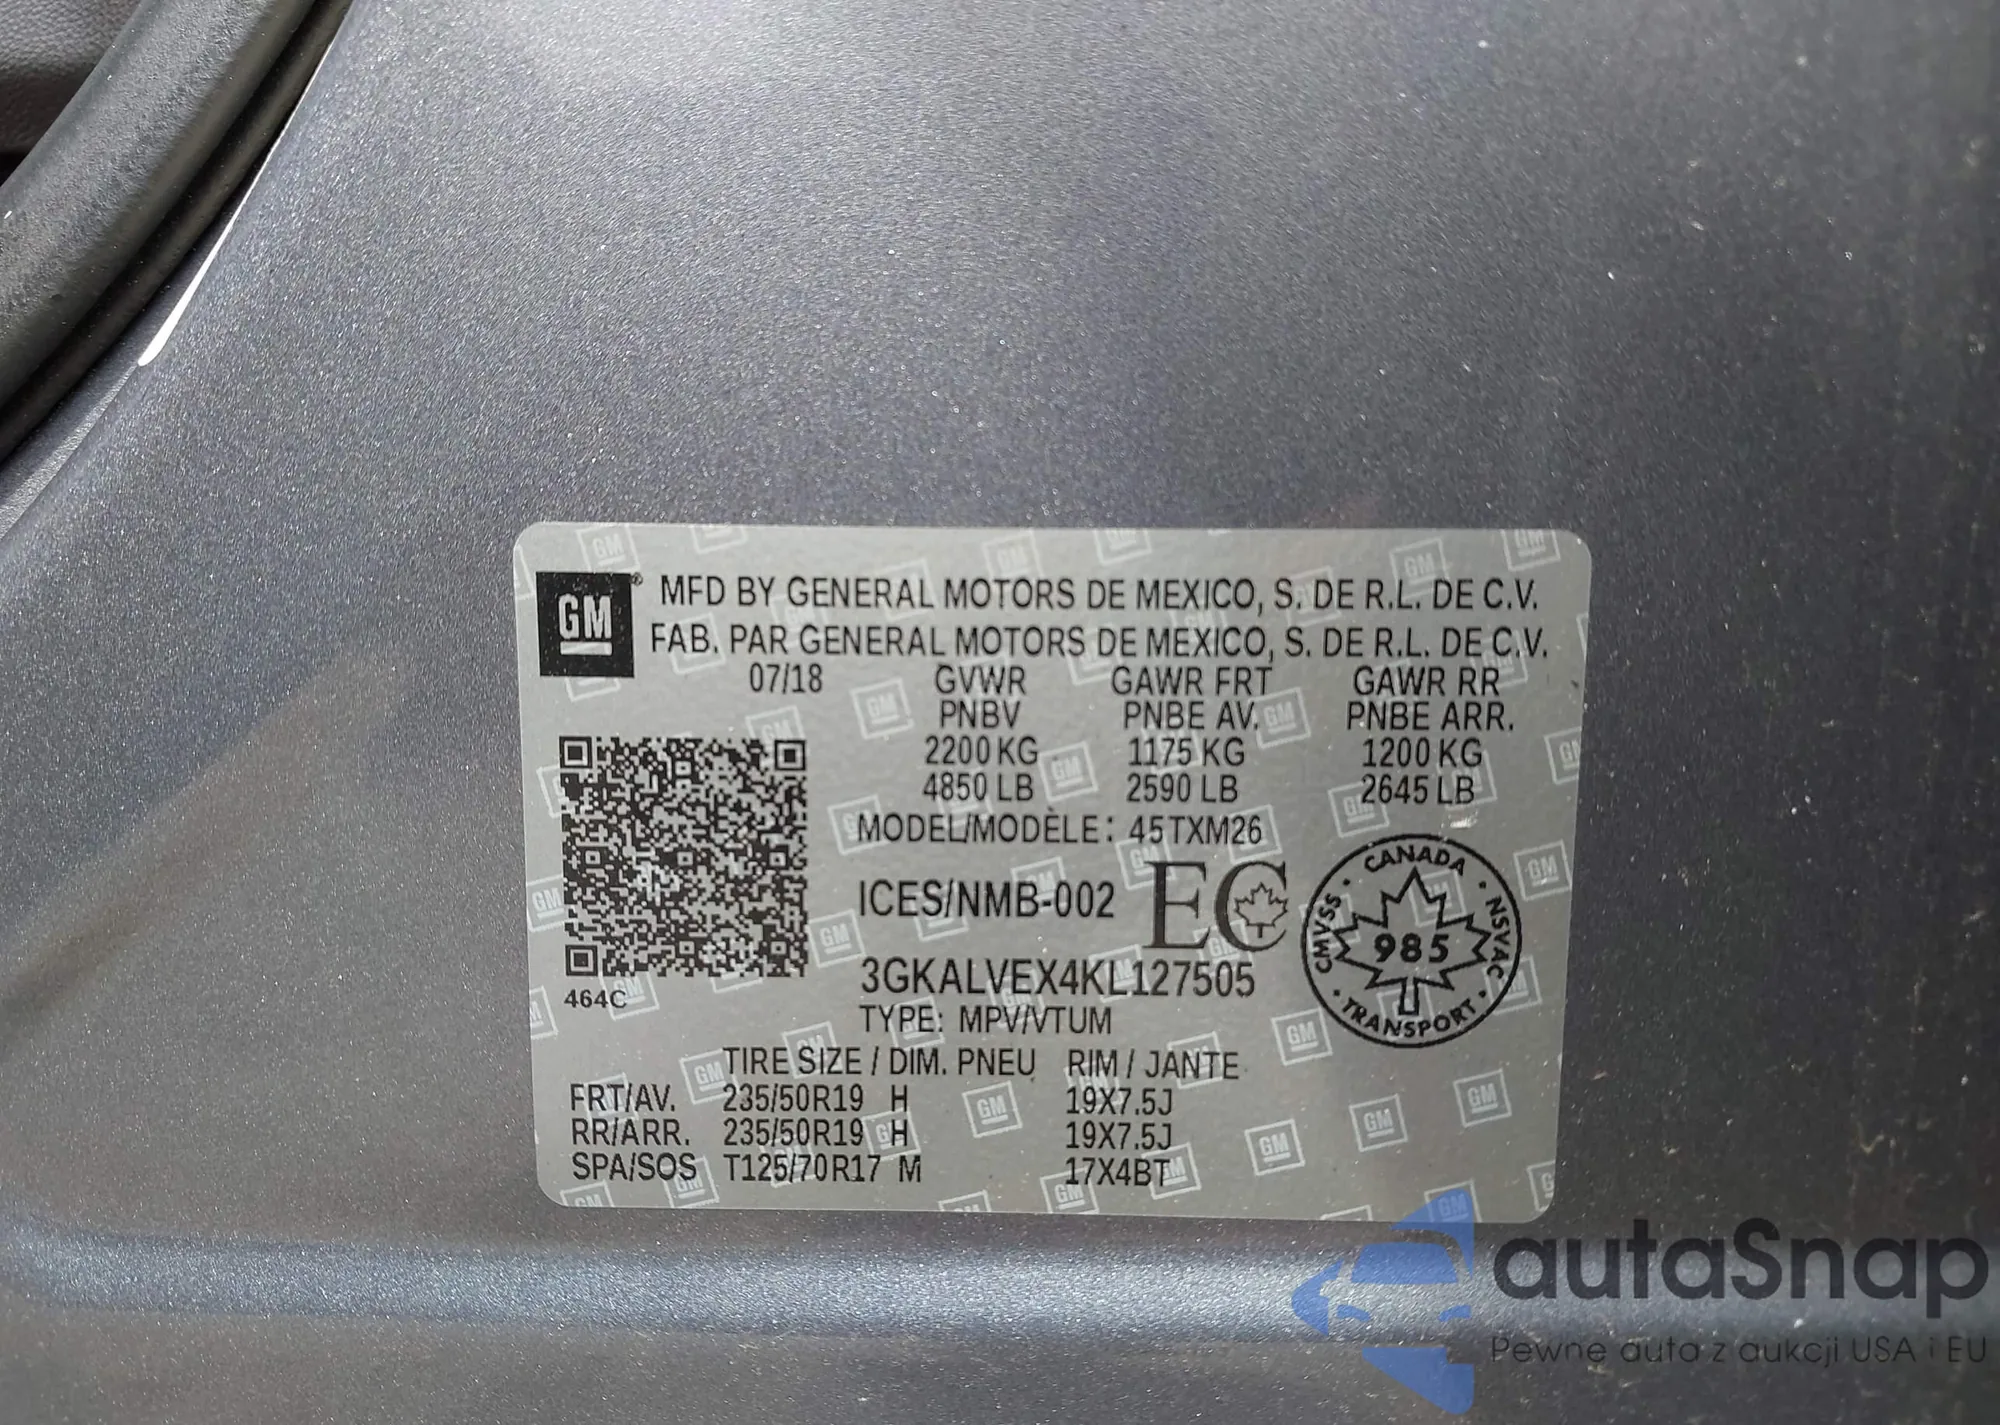 GM® MFD BY GENERAL MOTORS DE MEXICO, S. DE R.L. DE C.V.
FAB. PAR GENERAL MOTORS DE MEXICO, S. DE R.L. DE C.V.
07/18 GVWR GAWR FRT GAWR RR
PNBV PNBE AV. PNBE ARR.
2200 KG 1175 KG 1200 KG
4850 LB 2590 LB 2645 LB
MODEL/MODÈLE: 45TXM26
ICES/NMB-002 EC
CANADA · NSVAC · TRANSPORT · CMVSS ·
985
3GKALVEX4KL127505
464C
TYPE: MPV/VTUM
TIRE SIZE / DIM. PNEU RIM / JANTE
FRT/AV. 235/50R19 H 19X7.5J
RR/ARR. 235/50R19 H 19X7.5J
SPA/SOS T125/70R17 M 17X4BT
autaSnap
Pewne auta z aukcji USA i EU